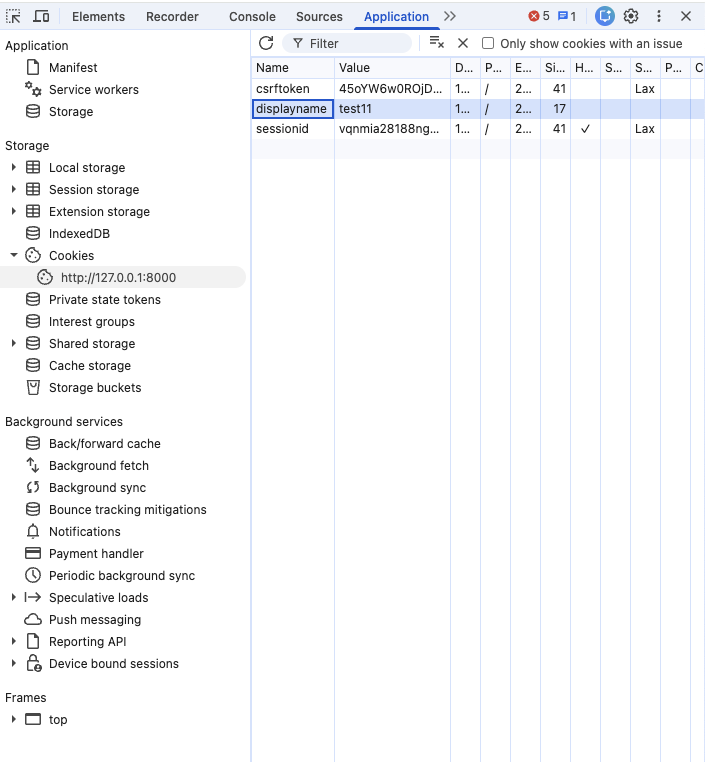 Elements Recorder Console Sources Application 5 1
Application
Manifest
Service workers
Storage
Storage
Local storage
Session storage
Extension storage
IndexedDB
Cookies
http://127.0.0.1:8000
Private state tokens
Interest groups
Shared storage
Cache storage
Storage buckets
Background services
Back/forward cache
Background fetch
Background sync
Bounce tracking mitigations
Notifications
Payment handler
Periodic background sync
Speculative loads
Push messaging
Reporting API
Device bound sessions
Frames
top
Filter Only show cookies with an issue
Name Value D... P... E... Si... H... S... S... P... C
csrftoken 45oYW6w0ROjD... 1... / 2... 41 Lax
displayname test11 1... / 2... 17
sessionid vqnmia28188ng... 1... / 2... 41 ✓ Lax